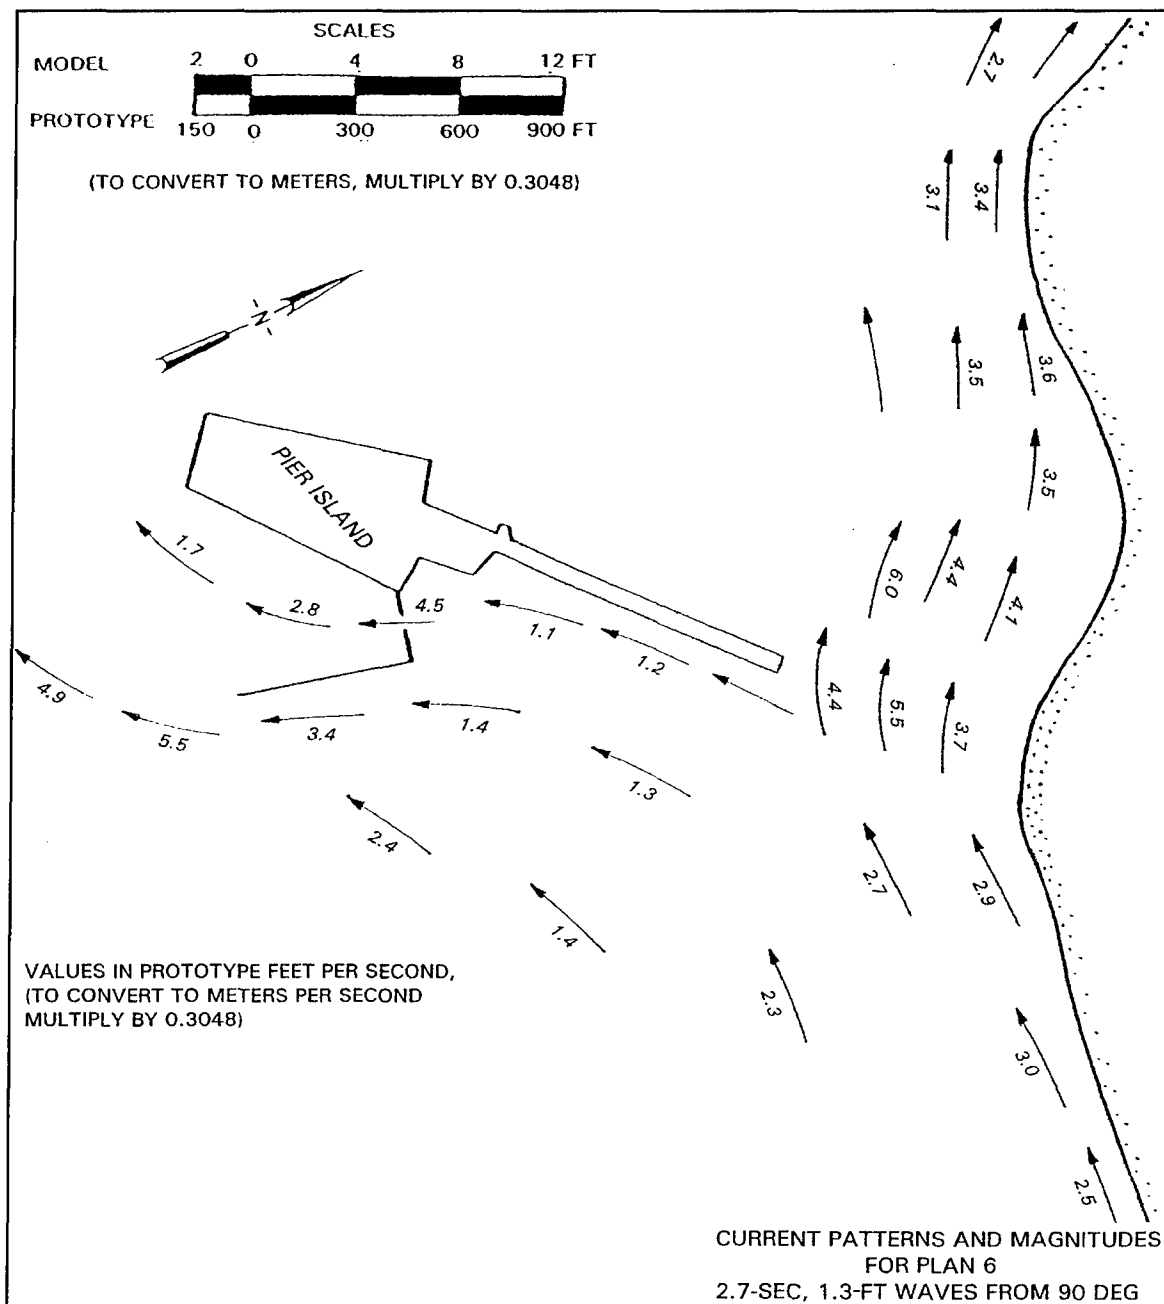 SCALES
MODEL 2 0 4 8 12 FT
PROTOTYPE 150 0 300 600 900 FT
(TO CONVERT TO METERS, MULTIPLY BY 0.3048)
2.7
3.1 3.4
-N-
3.5 3.6
PIER ISLAND
3.5
1.7
6.0 4.4
2.8 4.5 1.1 4.1
1.2
4.9 4.4 5.5 3.7
5.5 3.4 1.4
1.3
2.4
2.7 2.9
1.4
VALUES IN PROTOTYPE FEET PER SECOND,
(TO CONVERT TO METERS PER SECOND
MULTIPLY BY 0.3048)
2.3
3.0
2.5
CURRENT PATTERNS AND MAGNITUDES
FOR PLAN 6
2.7-SEC, 1.3-FT WAVES FROM 90 DEG